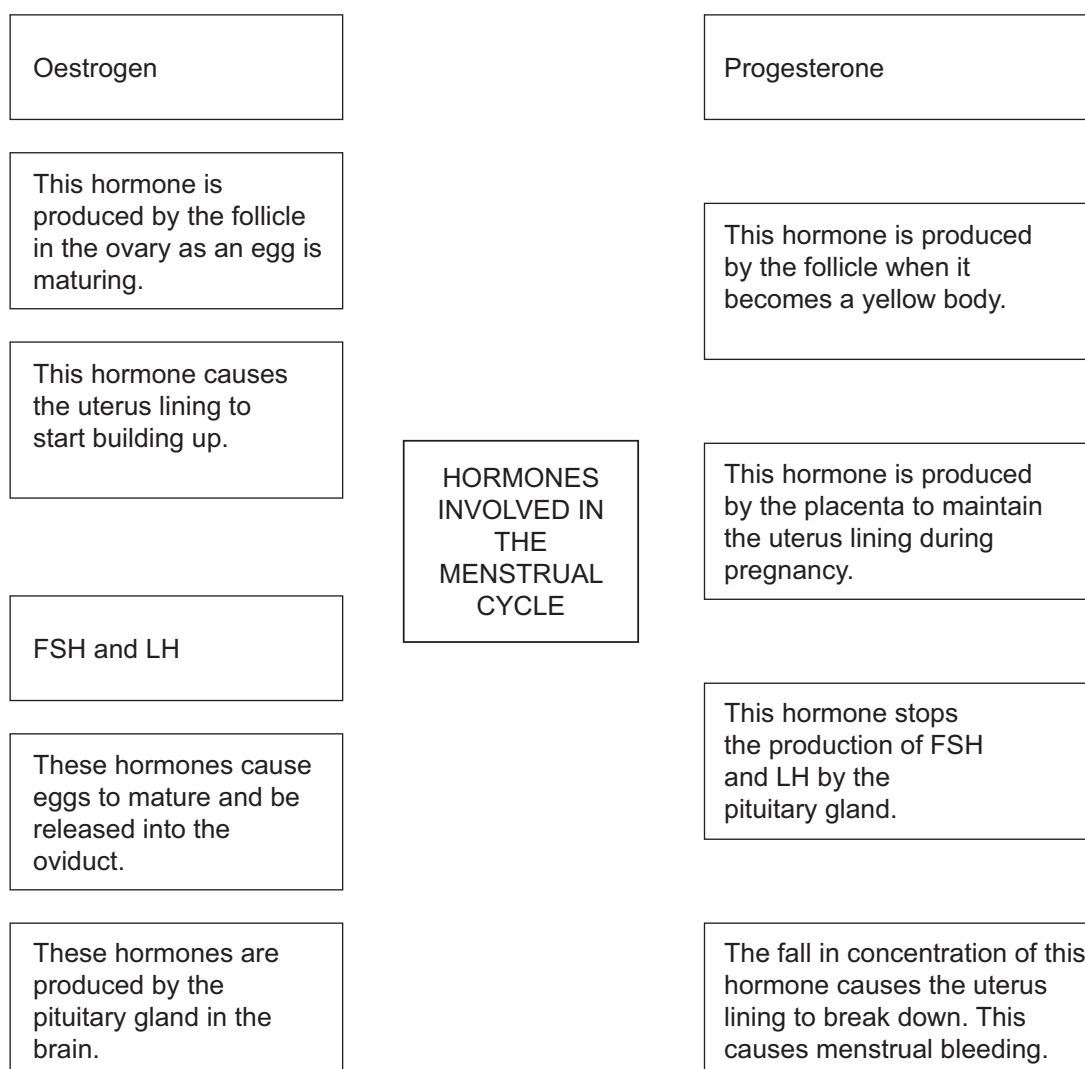 Oestrogen
This hormone is
produced by the follicle
in the ovary as an egg is
maturing.
This hormone causes
the uterus lining to
start building up.
FSH and LH
These hormones cause
eggs to mature and be
released into the
oviduct.
These hormones are
produced by the
pituitary gland in the
brain.
HORMONES
INVOLVED IN
THE
MENSTRUAL
CYCLE
Progesterone
This hormone is produced
by the follicle when it
becomes a yellow body.
This hormone is produced
by the placenta to maintain
the uterus lining during
pregnancy.
This hormone stops
the production of FSH
and LH by the
pituitary gland.
The fall in concentration of this
hormone causes the uterus
lining to break down. This
causes menstrual bleeding.